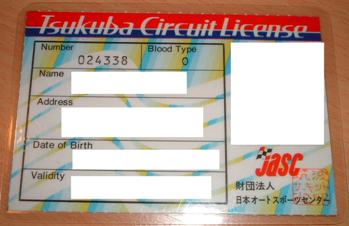 Tsukuba Circuit License
Number Blood Type
024338 O
Name
Address
Date of Birth
Validity
jasc
財団法人
日本オートスポーツセンター